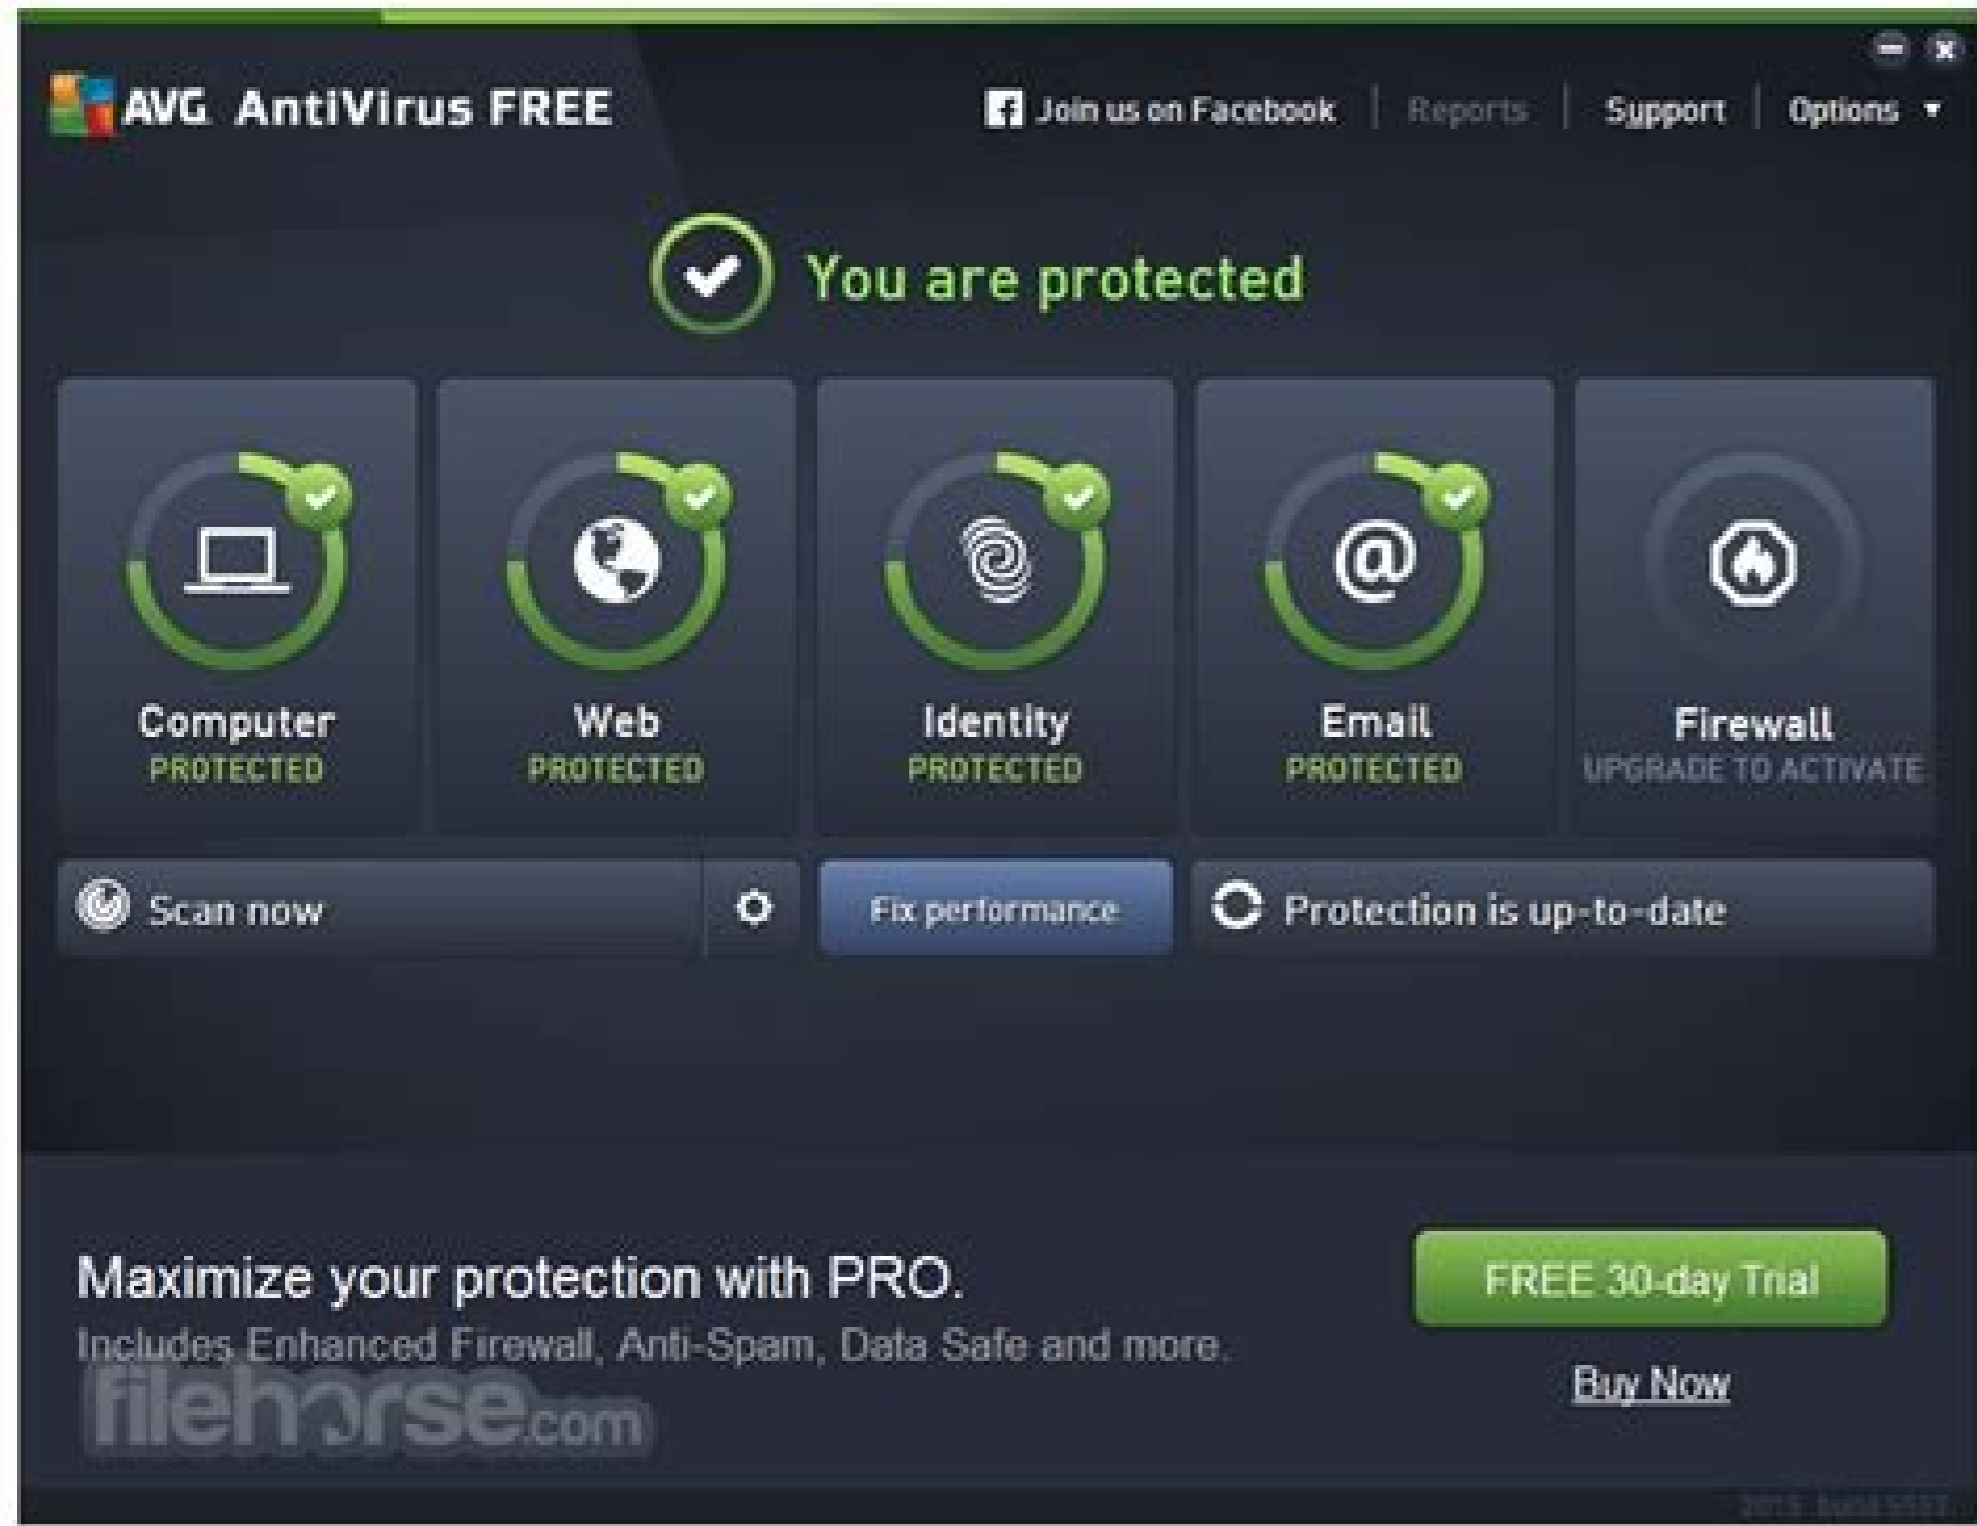 AVG AntiVirus FREE
Join us on Facebook
Reports
Support
Options
You are protected
Computer
PROTECTED
Web
PROTECTED
Identity
PROTECTED
Email
PROTECTED
Firewall
UPGRADE TO ACTIVATE
Scan now
Fix performance
Protection is up-to-date
Maximize your protection with PRO.
Includes Enhanced Firewall, Anti-Spam, Data Safe and more.
FREE 30-day Trial
Buy Now
filehorse.com